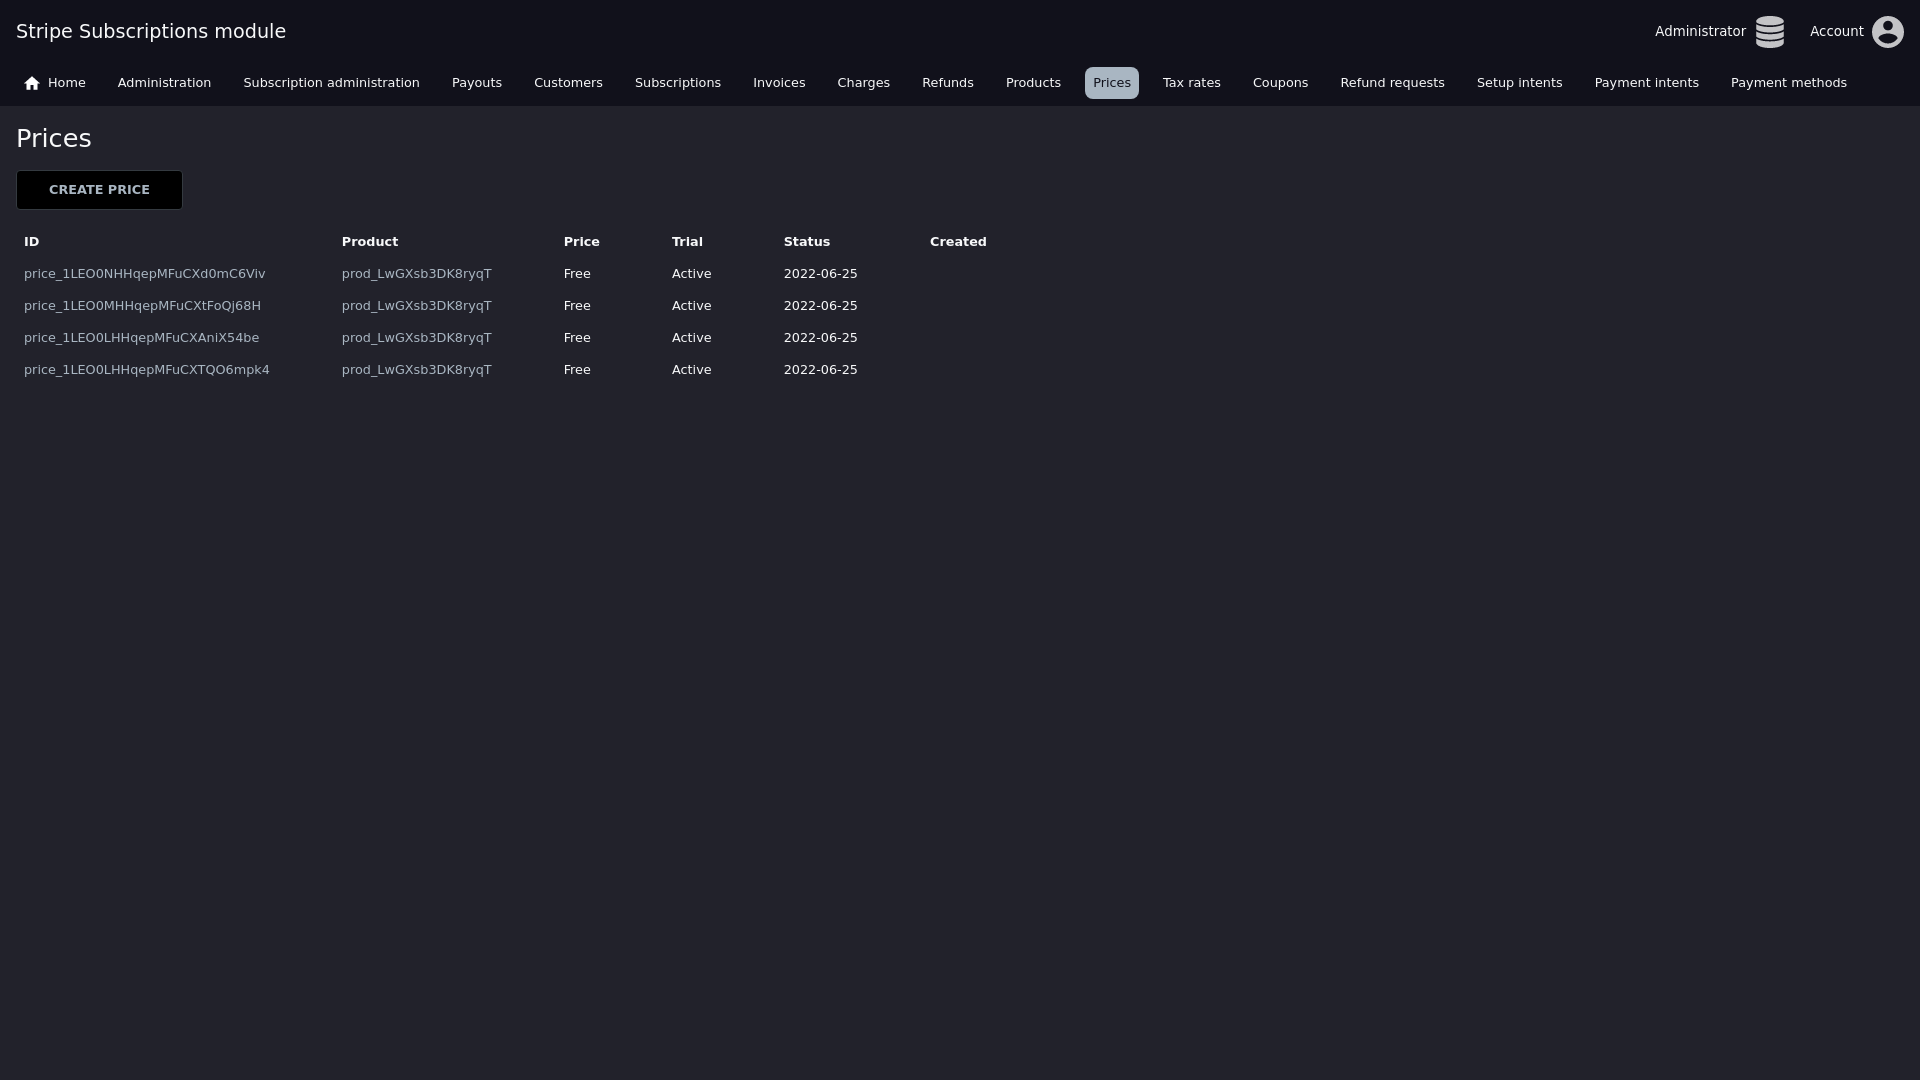 Stripe Subscriptions module
Administrator
Account
Home Administration Subscription administration Payouts Customers Subscriptions Invoices Charges Refunds Products Prices Tax rates Coupons Refund requests Setup intents Payment intents Payment methods
Prices
CREATE PRICE
ID Product Price Trial Status Created
price_1LEO0NHHqepMFuCXd0mC6Viv prod_LwGXsb3DK8ryqT Free Active 2022-06-25
price_1LEO0MHHqepMFuCXtFoQj68H prod_LwGXsb3DK8ryqT Free Active 2022-06-25
price_1LEO0LHHqepMFuCXAniX54be prod_LwGXsb3DK8ryqT Free Active 2022-06-25
price_1LEO0LHHqepMFuCXTQO6mpk4 prod_LwGXsb3DK8ryqT Free Active 2022-06-25